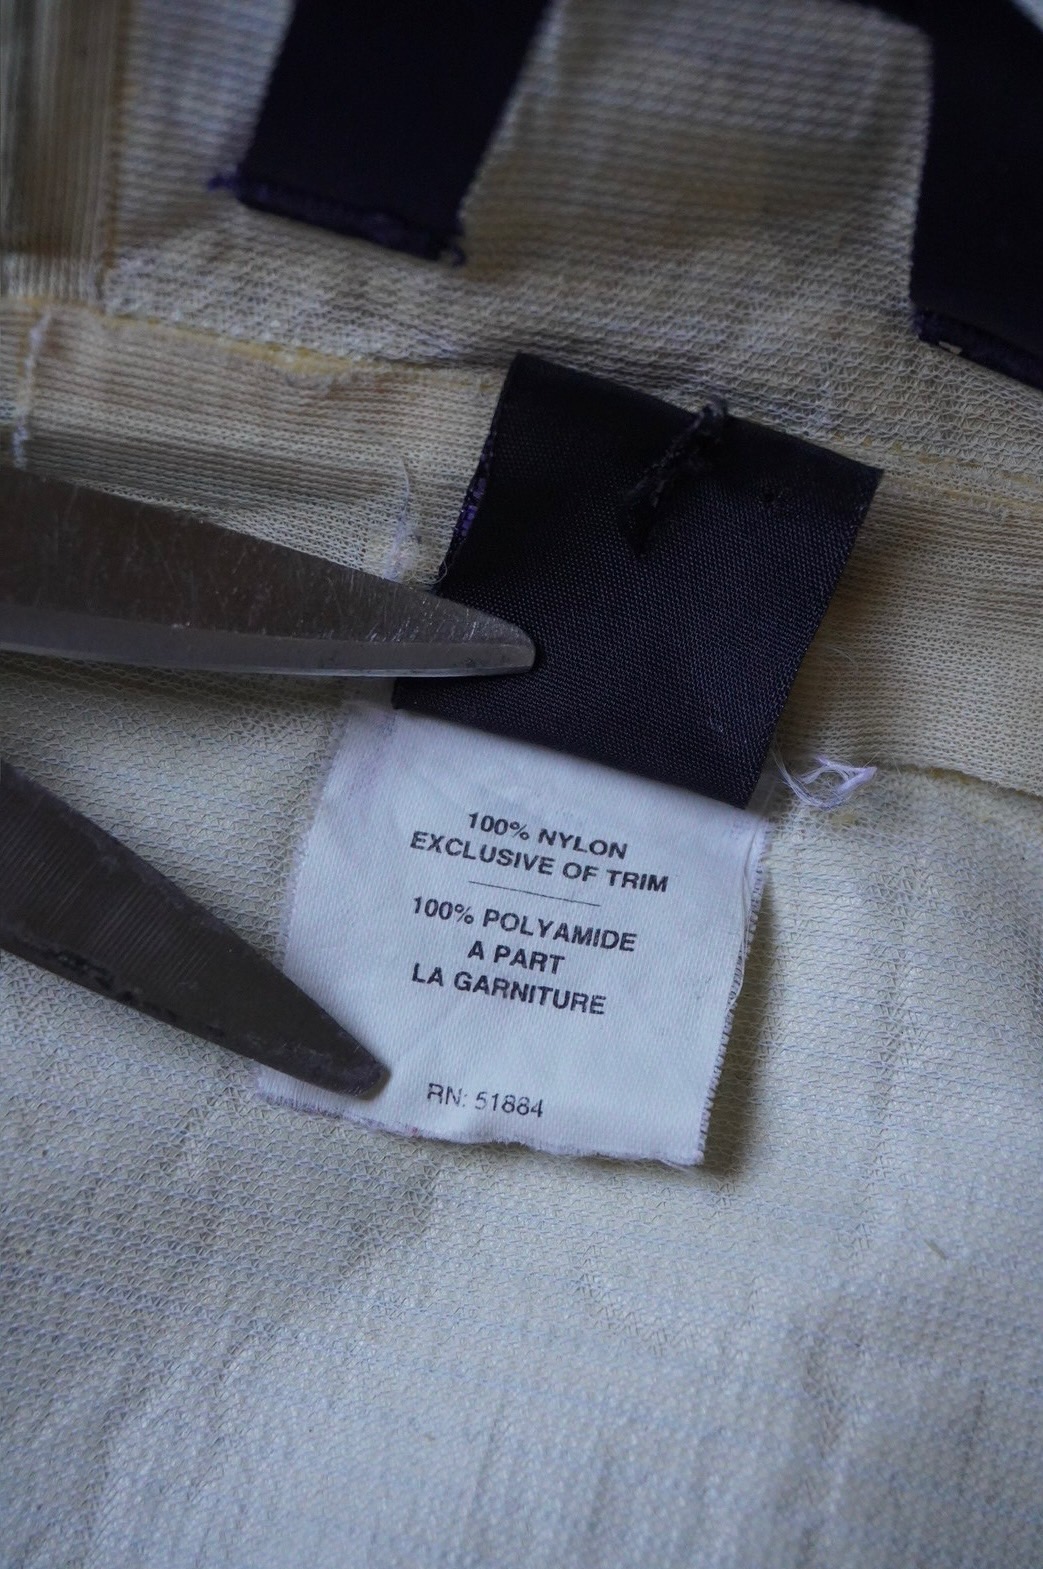 100% NYLON
EXCLUSIVE OF TRIM
100% POLYAMIDE
A PART
LA GARNITURE
RN: 51884